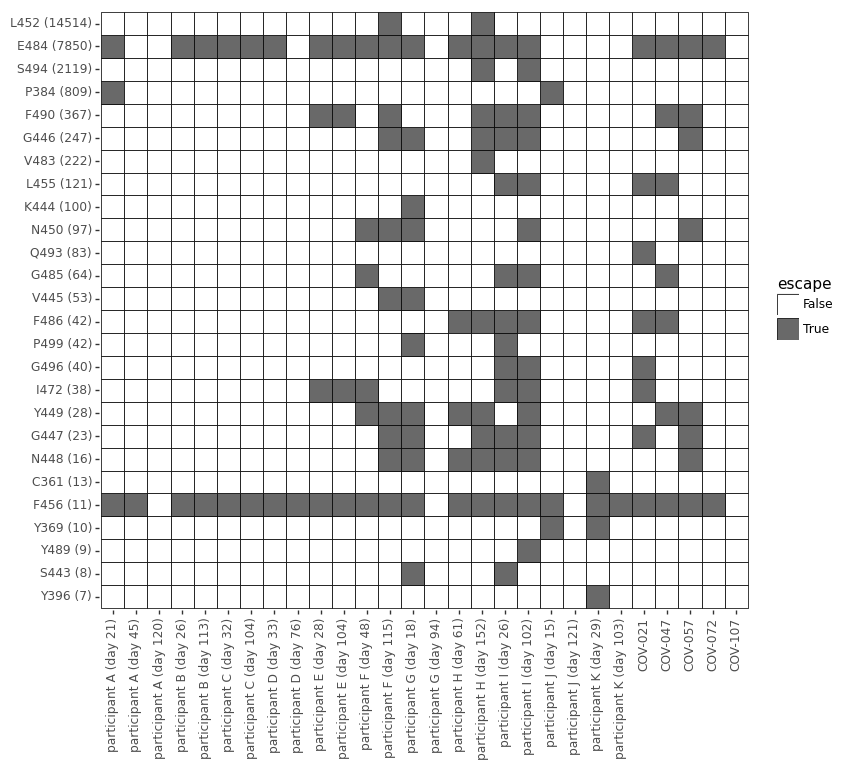 L452 (14514)
E484 (7850)
S494 (2119)
P384 (809)
F490 (367)
G446 (247)
V483 (222)
L455 (121)
K444 (100)
N450 (97)
Q493 (83)
G485 (64)
V445 (53)
F486 (42)
P499 (42)
G496 (40)
I472 (38)
Y449 (28)
G447 (23)
N448 (16)
C361 (13)
F456 (11)
Y369 (10)
Y489 (9)
S443 (8)
Y396 (7)
participant A (day 21)
participant A (day 45)
participant A (day 120)
participant B (day 26)
participant B (day 113)
participant C (day 32)
participant C (day 104)
participant D (day 33)
participant D (day 76)
participant E (day 28)
participant E (day 104)
participant F (day 48)
participant F (day 115)
participant G (day 18)
participant G (day 94)
participant H (day 61)
participant H (day 152)
participant I (day 26)
participant I (day 102)
participant J (day 15)
participant J (day 121)
participant K (day 29)
participant K (day 103)
COV-021
COV-047
COV-057
COV-072
COV-107
escape
False
True